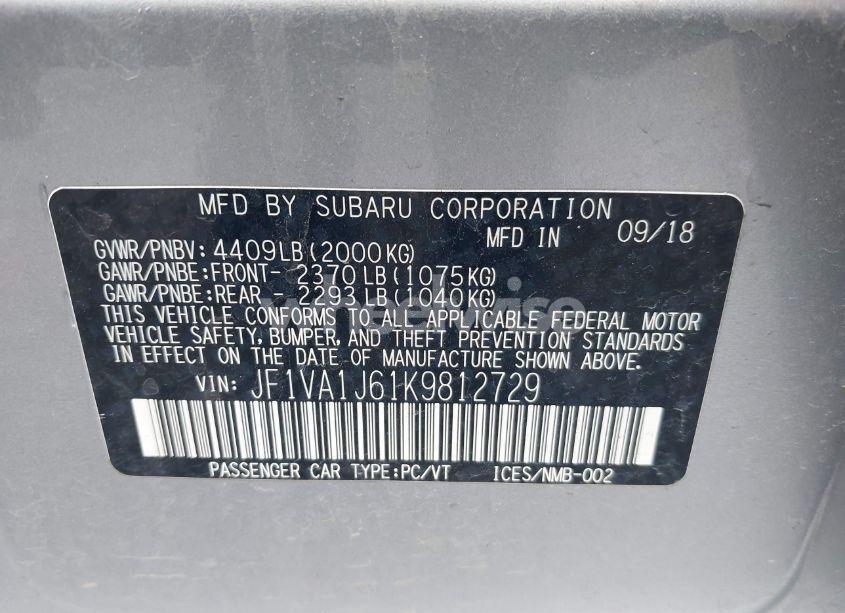 MFD BY SUBARU CORPORATION
MFD IN 09/18
GVWR/PNBV: 4409LB(2000KG)
GAWR/PNBE:FRONT- 2370LB(1075KG)
GAWR/PNBE:REAR - 2293LB(1040KG)
THIS VEHICLE CONFORMS TO ALL APPLICABLE FEDERAL MOTOR
VEHICLE SAFETY, BUMPER, AND THEFT PREVENTION STANDARDS
IN EFFECT ON THE DATE OF MANUFACTURE SHOWN ABOVE.
VIN: JF1VA1J61K9812729
PASSENGER CAR TYPE:PC/VT ICES/NMB-002
wheelwise